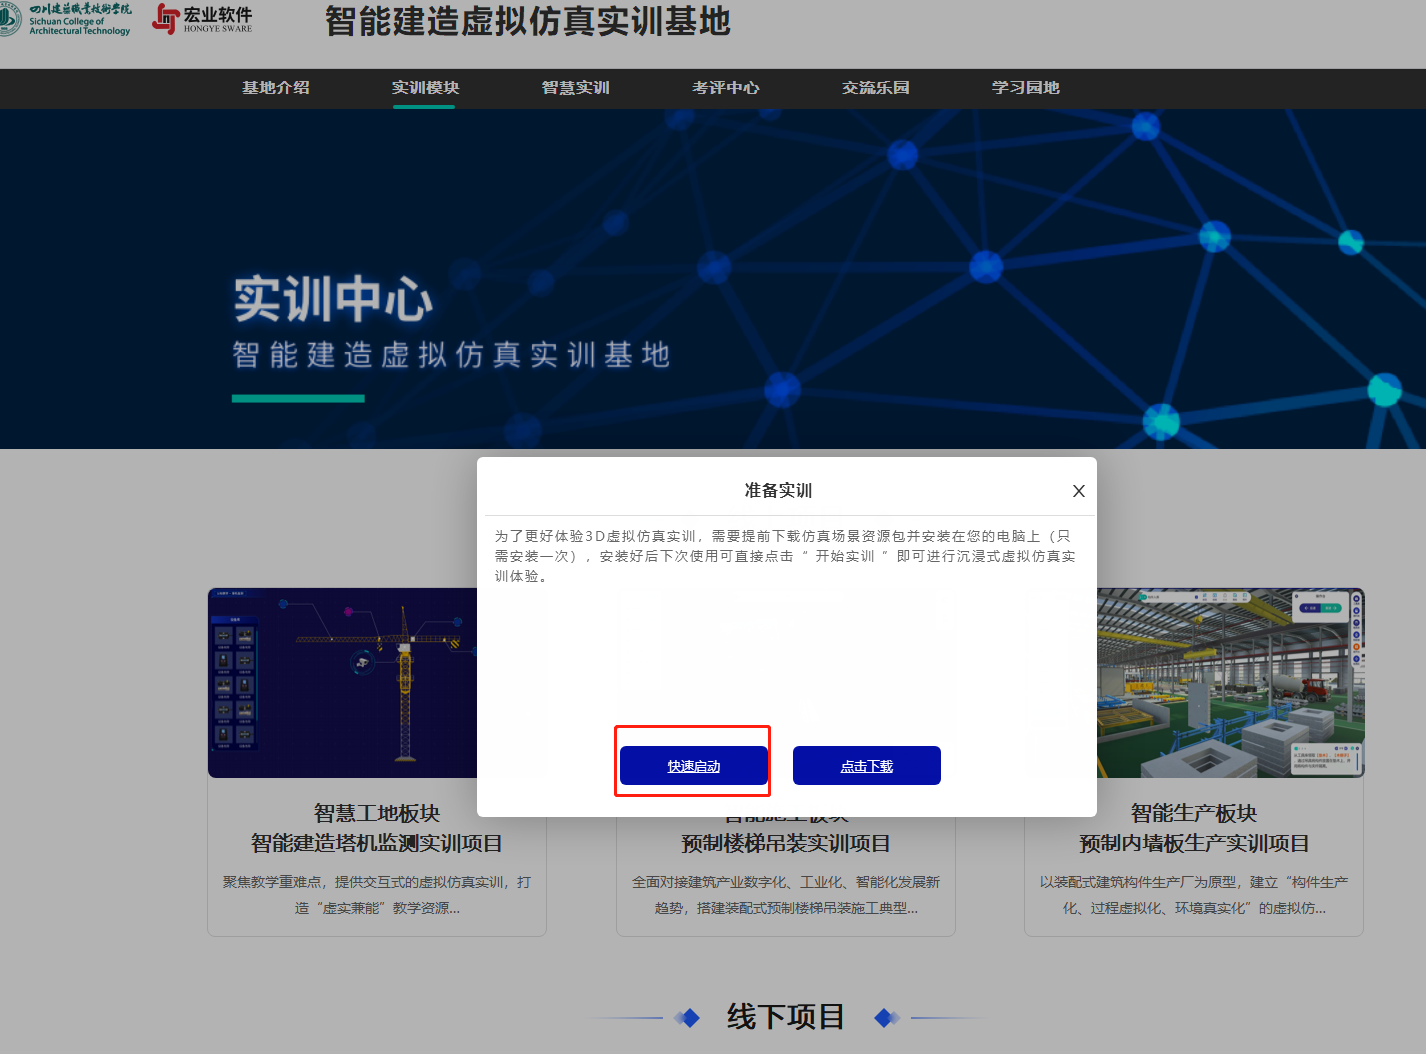 四川建築職業技術學院
Sichuan College of
Architectural Technology
宏业软件
HONGYE SWARE
智能建造虚拟仿真实训基地
基地介绍
实训模块
智慧实训
考评中心
交流乐园
学习园地
实训中心
智能建造虚拟仿真实训基地
准备实训
X
为了更好体验3D虚拟仿真实训，需要提前下载仿真场景资源包并安装在您的电脑上（只
需安装一次），安装好后下次使用可直接点击 “ 开始实训 ” 即可进行沉浸式虚拟仿真实
训体验。
快速启动
点击下载
智慧工地板块
智能建造塔机监测实训项目
聚焦教学重难点，提供交互式的虚拟仿真实训，打
造“虚实兼能”教学资源...
智能施工板块
预制楼梯吊装实训项目
全面对接建筑产业数字化、工业化、智能化发展新
趋势，搭建装配式预制楼梯吊装施工典型...
智能生产板块
预制内墙板生产实训项目
以装配式建筑构件生产厂为原型，建立“构件生产
化、过程虚拟化、环境真实化”的虚拟仿...
线下项目